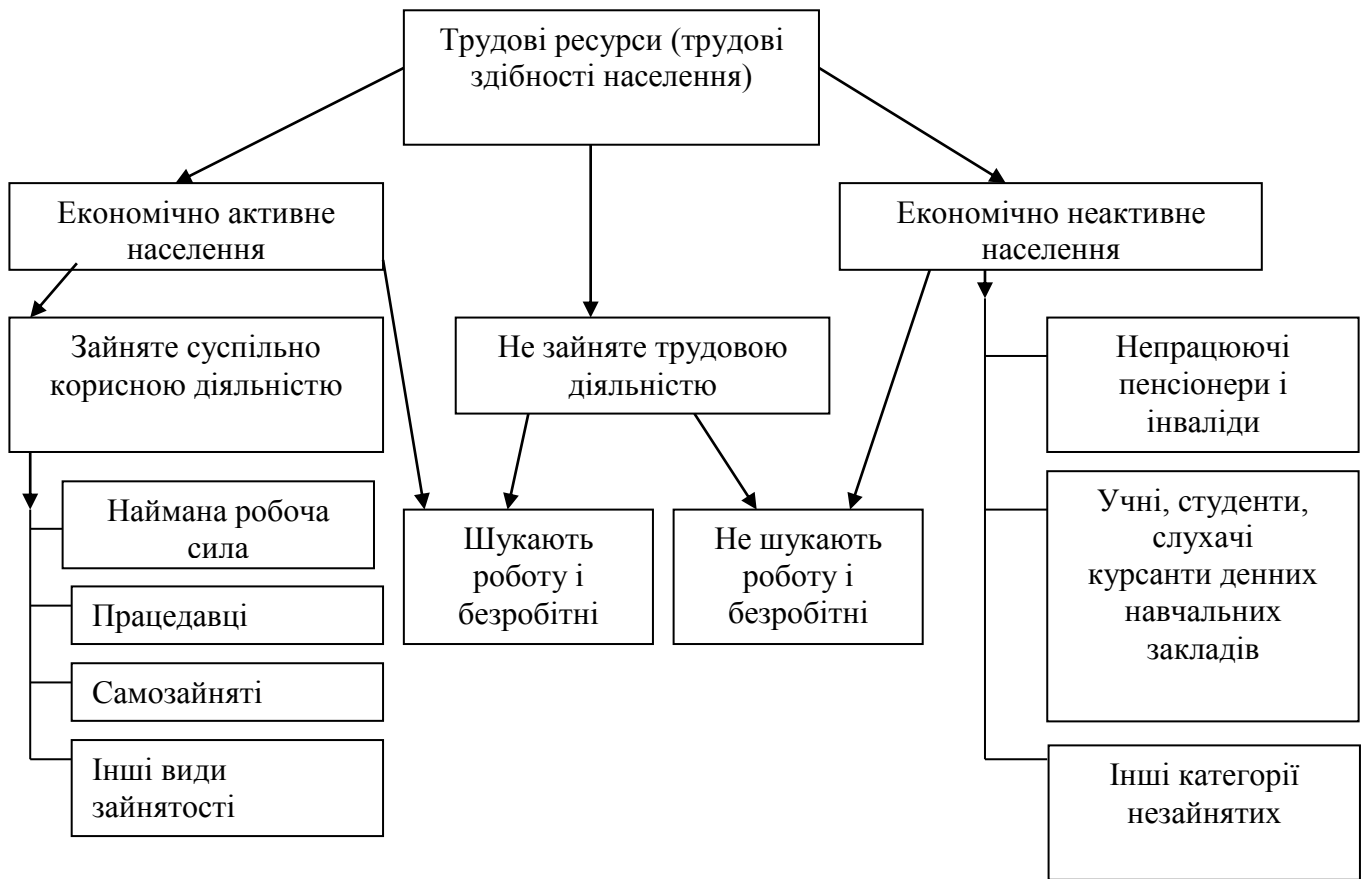 Трудові ресурси (трудові
здібності населення)
Економічно активне
населення
Економічно неактивне
населення
Зайняте суспільно
корисною діяльністю
Не зайняте трудовою
діяльністю
Непрацюючі
пенсіонери і
інваліди
Наймана робоча
сила
Шукають
роботу і
безробітні
Не шукають
роботу і
безробітні
Учні, студенти,
слухачі
курсанти денних
навчальних
закладів
Працедавці
Самозайняті
Інші види
зайнятості
Інші категорії
незайнятих